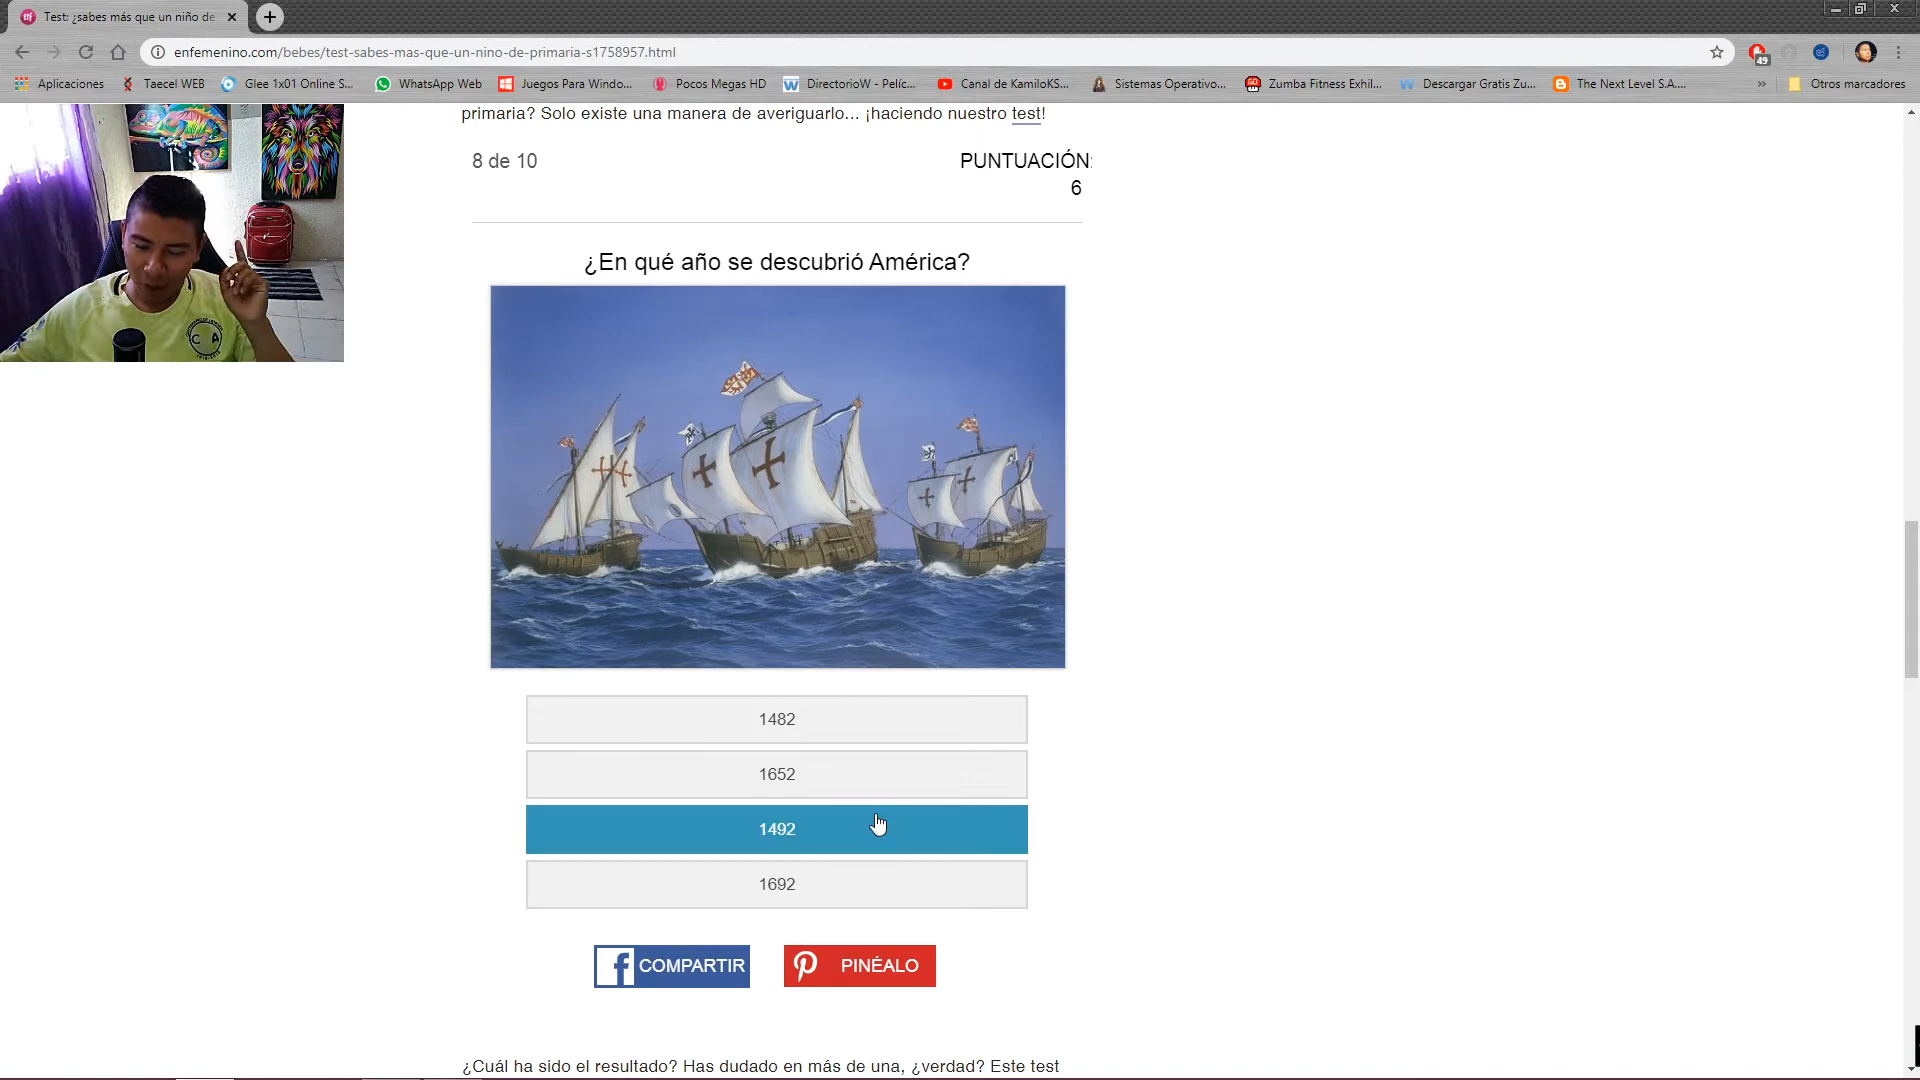 Test: ¿sabes más que un niño de
enfemenino.com/bebes/test-sabes-mas-que-un-nino-de-primaria-s1758957.html
49
Aplicaciones
Taecel WEB
Glee 1x01 Online S...
WhatsApp Web
Juegos Para Windo...
Pocos Megas HD
DirectorioW - Pelíc...
Canal de KamiloKS...
Sistemas Operativo...
Zumba Fitness Exhil...
Descargar Gratis Zu...
The Next Level S.A....
»
Otros marcadores
primaria? Solo existe una manera de averiguarlo... ¡haciendo nuestro test!
8 de 10
PUNTUACIÓN:
6
¿En qué año se descubrió América?
C A
1482
1652
1492
1692
COMPARTIR
PINÉALO
¿Cuál ha sido el resultado? Has dudado en más de una, ¿verdad? Este test